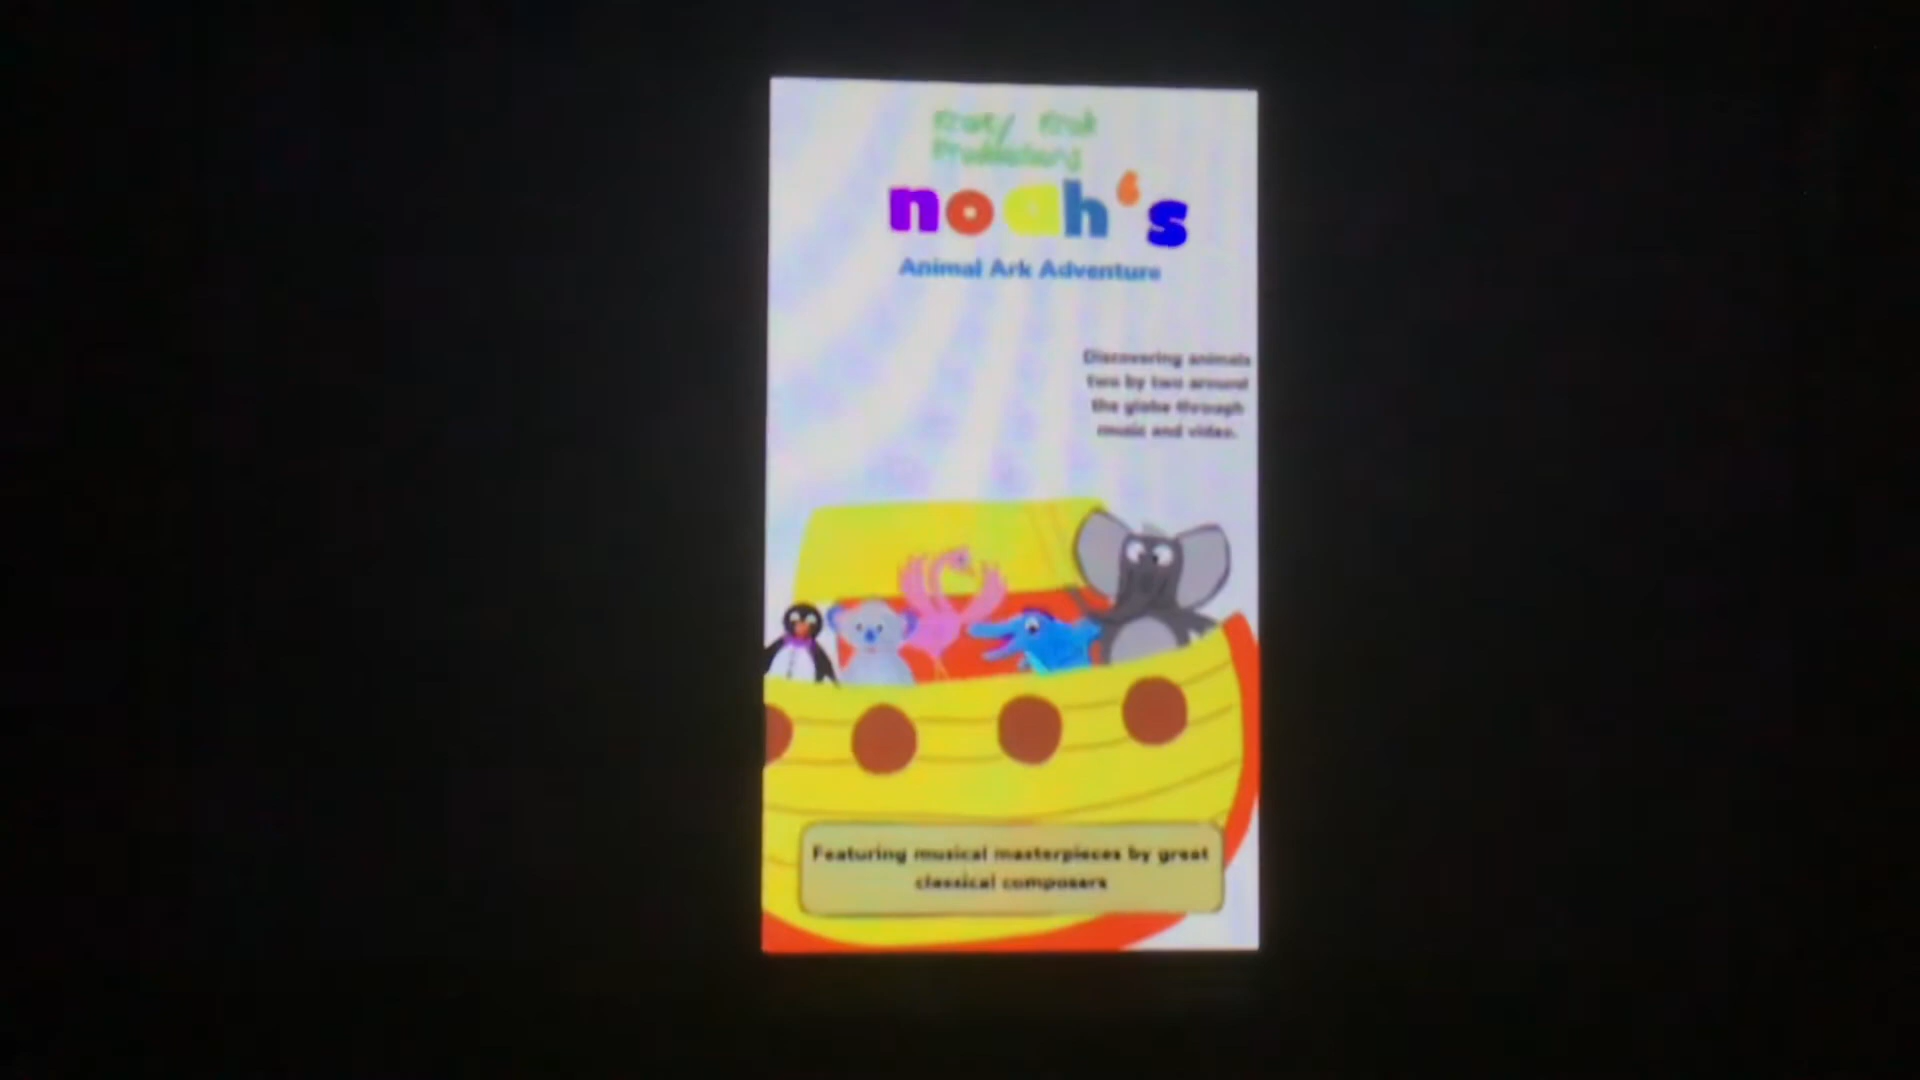 Productions
noah's
Animal Ark Adventure
Discovering animals
two by two around
the globe through
music and video.
Featuring musical masterpieces by great
classical composers